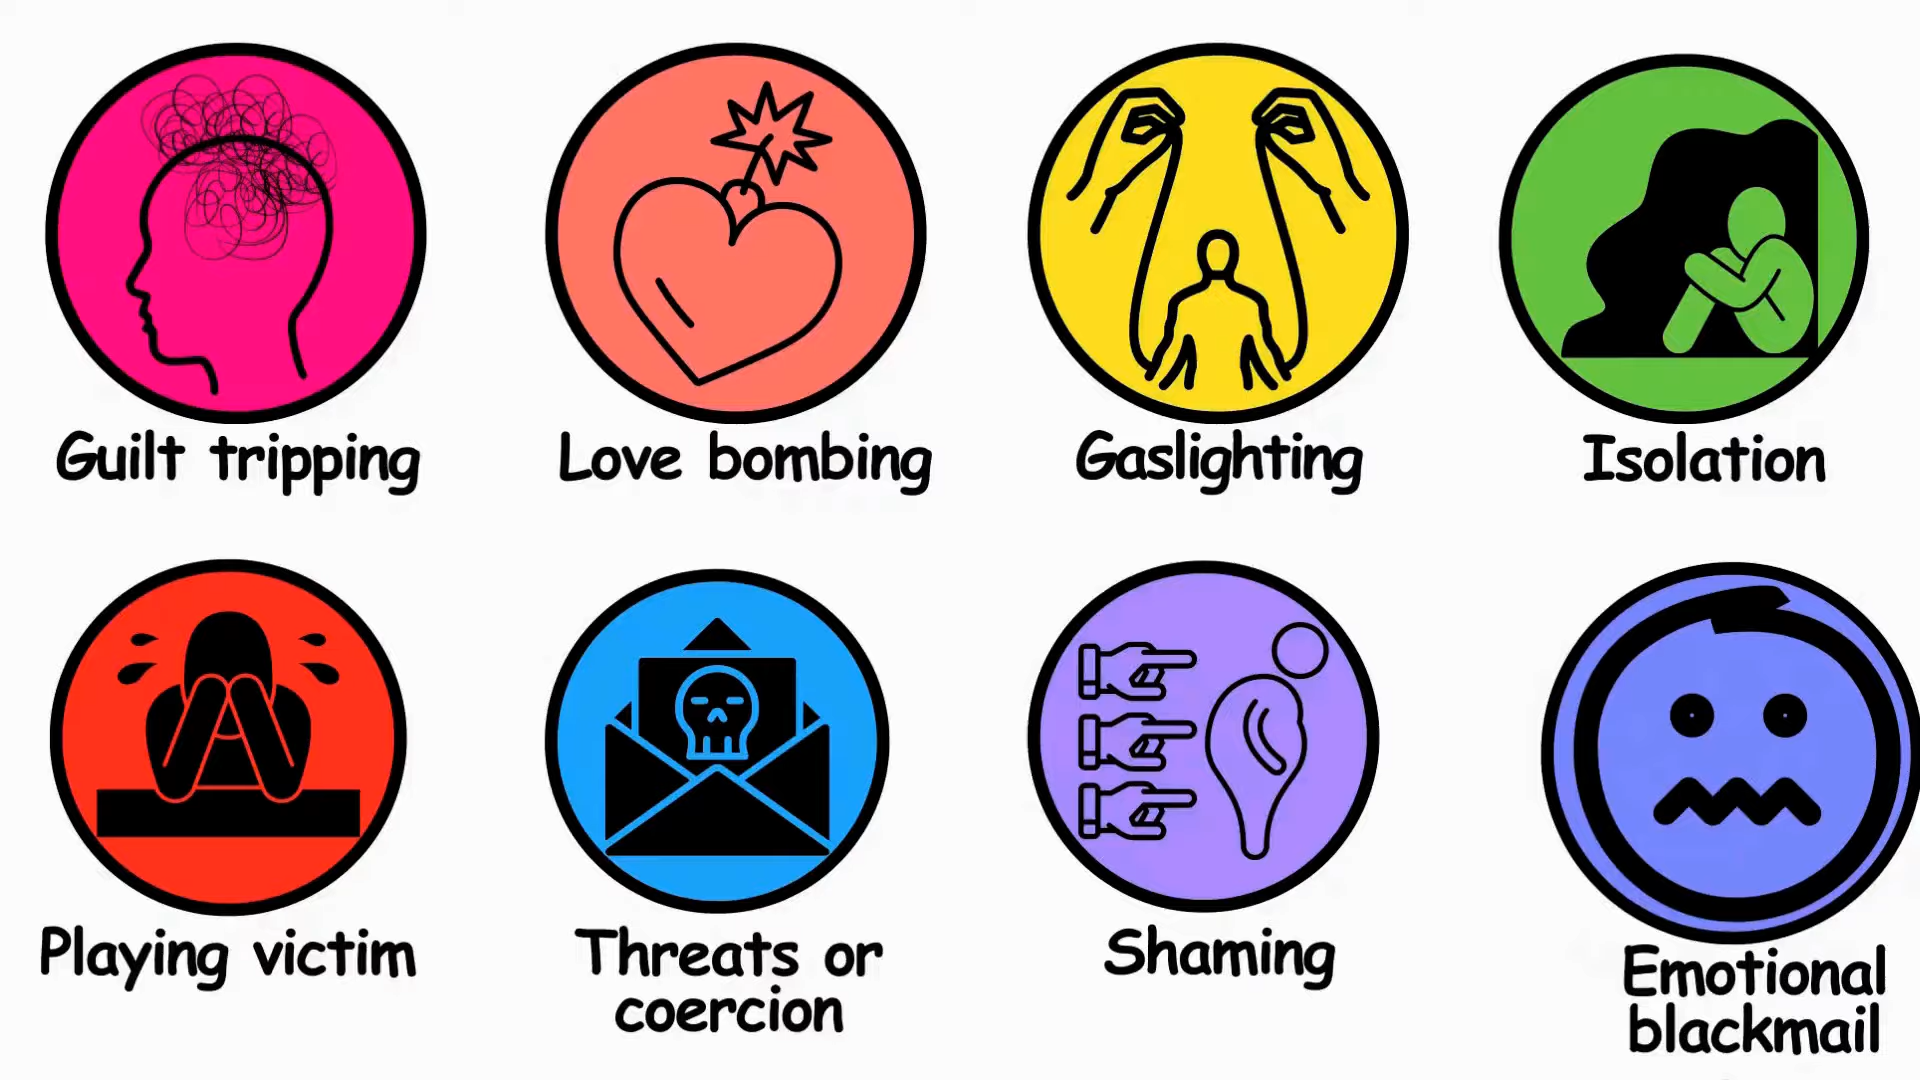 Guilt tripping
Love bombing
Gaslighting
Isolation
Playing victim
Threats or
coercion
Shaming
Emotional
blackmail